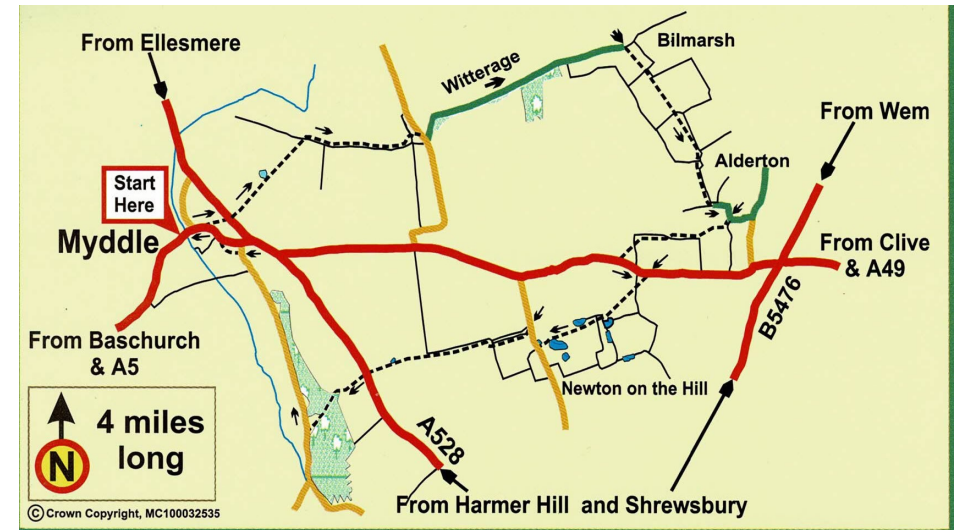 From Ellesmere
Witterage
Bilmarsh
From Wem
Alderton
Start
Here
Myddle
From Clive
& A49
B5476
From Baschurch
& A5
Newton on the Hill
4 miles
long
N
A528
From Harmer Hill and Shrewsbury
© Crown Copyright, MC100032535